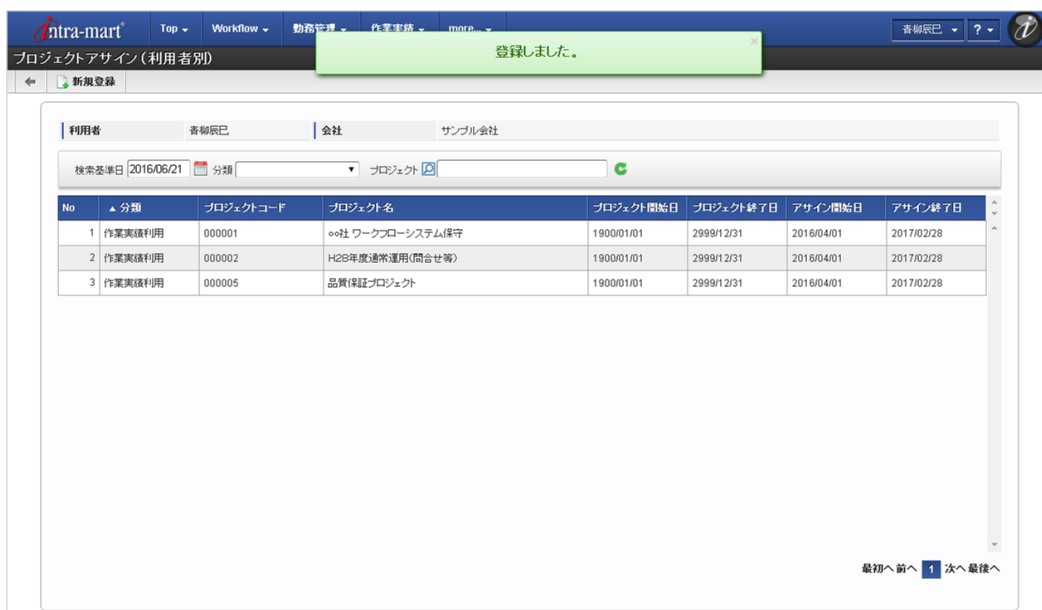 intra-mart Top Workflow 勤務管理 作業実績 more... 青柳辰巳 ?
登録しました。 ×
プロジェクトアサイン(利用者別)
新規登録
利用者 青柳辰巳 会社 サンプル会社
検索基準日 2016/06/21 分類 プロジェクト
No ▲分類 プロジェクトコード プロジェクト名 プロジェクト開始日 プロジェクト終了日 アサイン開始日 アサイン終了日
1 作業実績利用 000001 ○○社 ワークフローシステム保守 1900/01/01 2999/12/31 2016/04/01 2017/02/28
2 作業実績利用 000002 H28年度通常運用(問合せ等) 1900/01/01 2999/12/31 2016/04/01 2017/02/28
3 作業実績利用 000005 品質保証プロジェクト 1900/01/01 2999/12/31 2016/04/01 2017/02/28
最初へ 前へ 1 次へ 最後へ